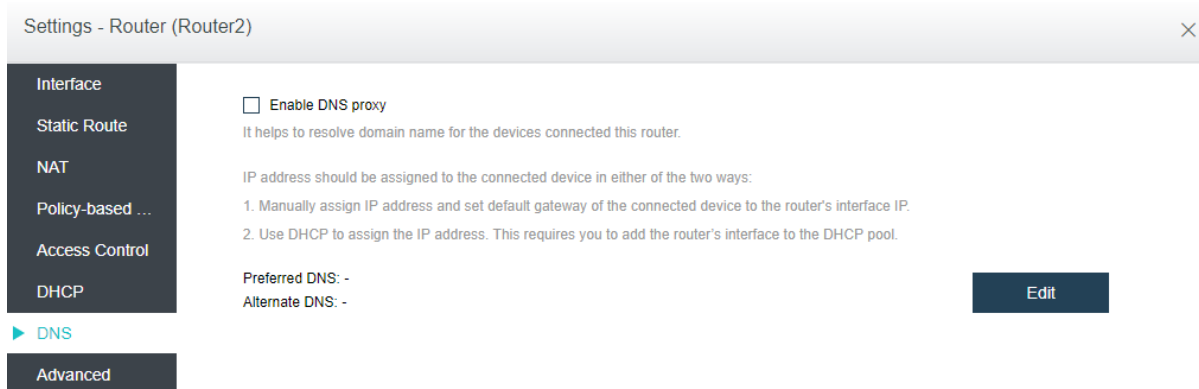 Settings - Router (Router2)
Interface
Static Route
NAT
Policy-based ...
Access Control
DHCP
DNS
Advanced
Enable DNS proxy
It helps to resolve domain name for the devices connected this router.
IP address should be assigned to the connected device in either of the two ways:
1. Manually assign IP address and set default gateway of the connected device to the router's interface IP.
2. Use DHCP to assign the IP address. This requires you to add the router's interface to the DHCP pool.
Preferred DNS: -
Alternate DNS: -
Edit